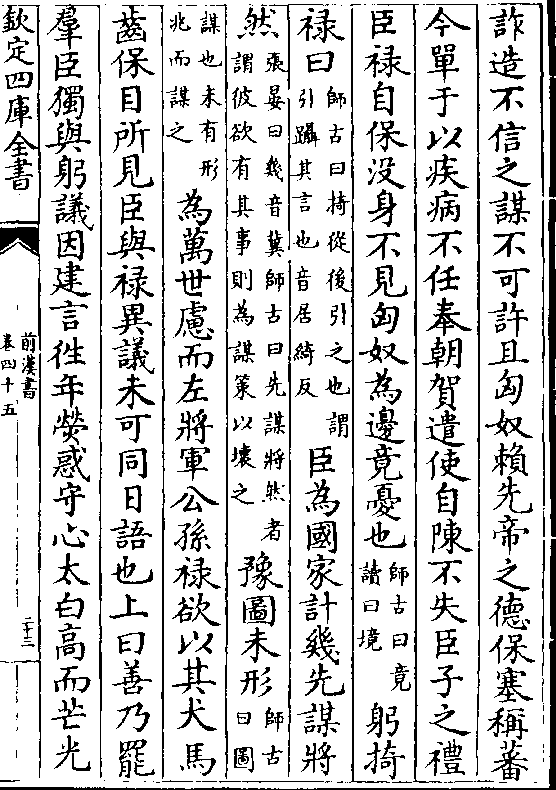 詐造不信之謀不可許且匈奴賴先帝之德保塞稱蕃
今單于以疾病不任奉朝賀遣使自陳不失臣子之禮
臣禄自保没身不見匈奴為邊竟憂也師古曰竟讀曰境躬掎
禄曰師古曰掎從後引之也謂引躡其言也音居綺反臣為國家計幾先謀將
然張晏曰幾音冀師古曰先謀將然者謂彼欲有其事則為謀策以壞之豫圖未形師古曰圖
謀也未有形兆而謀之為萬世慮而左將軍公孫禄欲以其犬馬
齒保目所見臣與禄異議未可同日語也上曰善乃罷
羣臣獨與躬議因建言徃年熒惑守心太白高而芒光
欽定四庫全書
前漢書
卷四十五
二十三